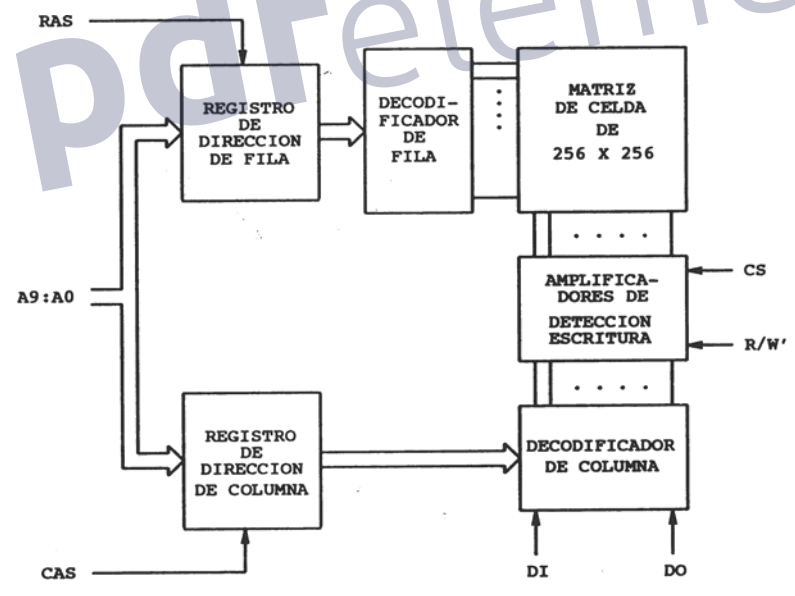 pdfelement
RAS
REGISTRO
DE
DIRECCION
DE FILA
DECODI-
FICADOR
DE
FILA
MATRIZ
DE CELDA
DE
256 X 256
A9:A0
AMPLIFICA-
DORES DE
DETECCION
ESCRITURA
CS
R/W'
REGISTRO
DE
DIRECCION
DE COLUMNA
DECODIFICADOR
DE COLUMNA
CAS
DI
DO